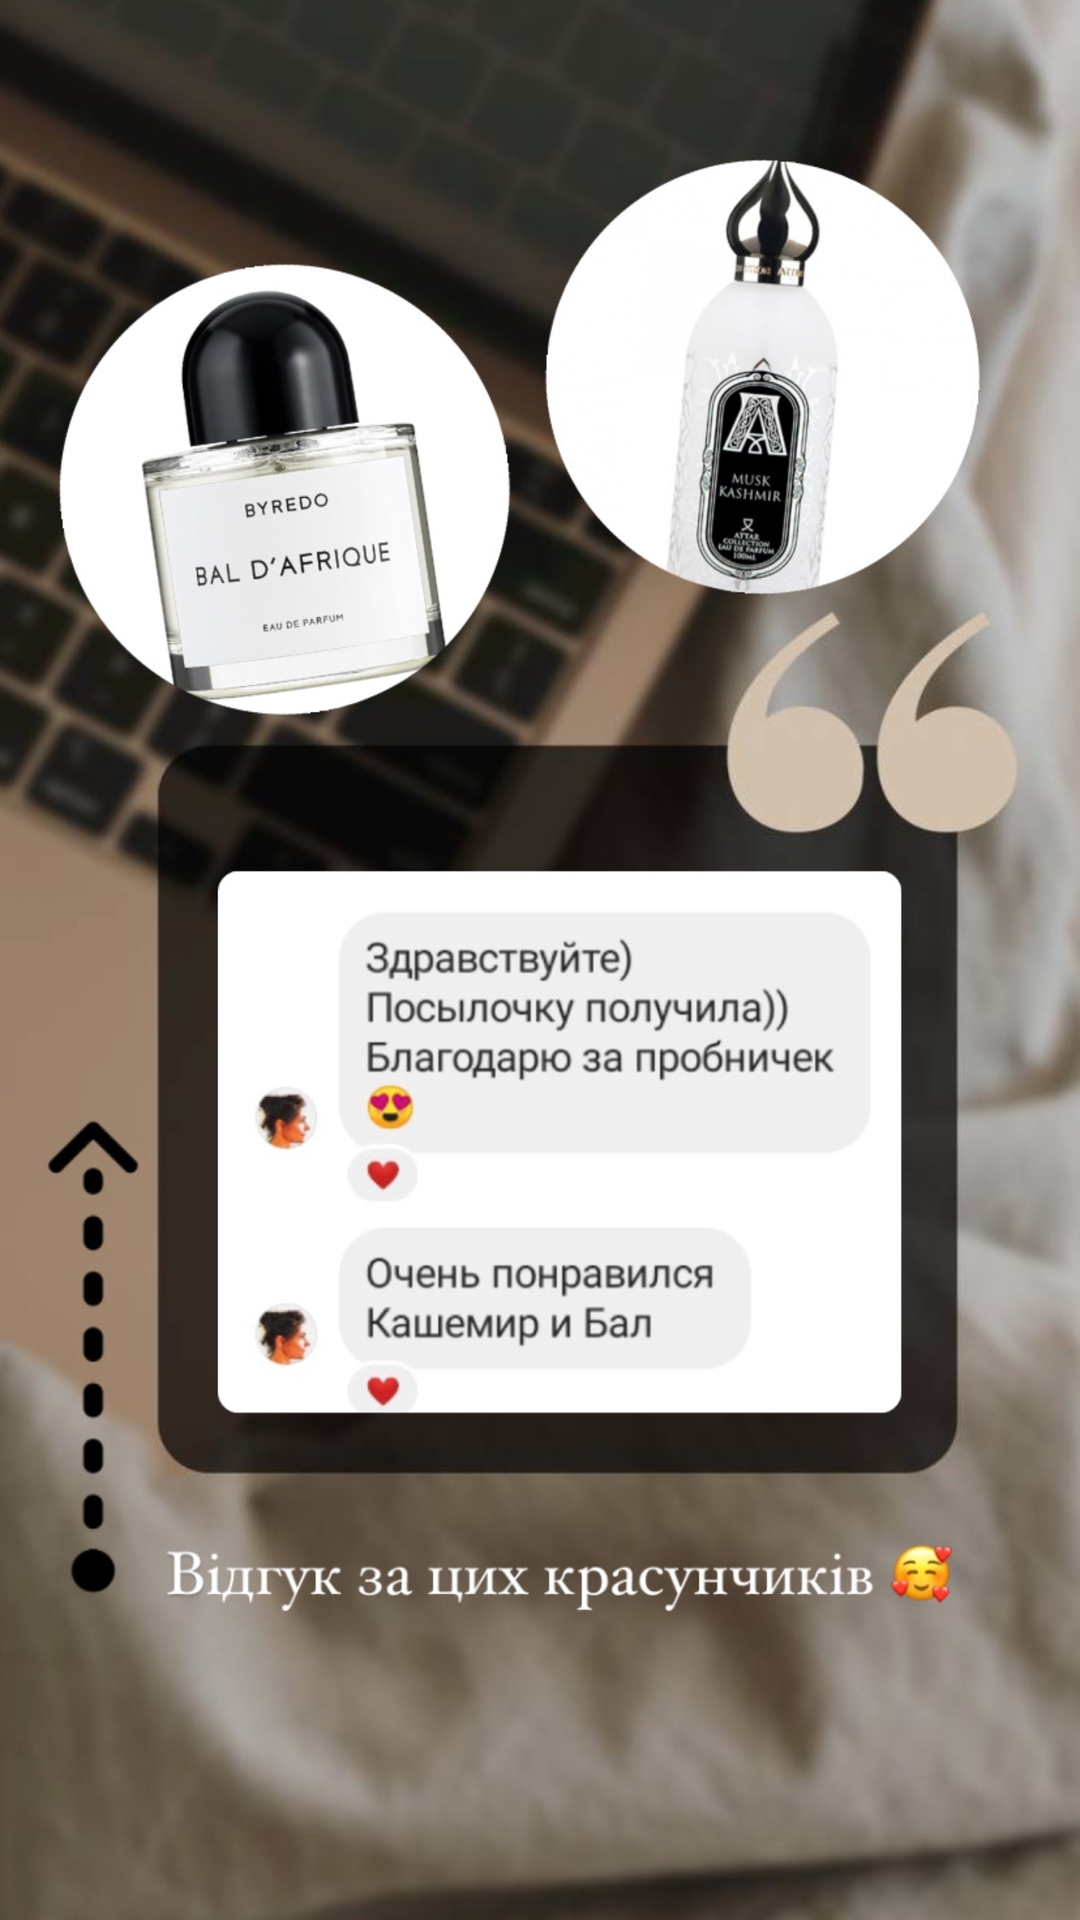 BYREDO
BAL D'AFRIQUE
EAU DE PARFUM
A
MUSK
KASHMIR
ATTAR
COLLECTION
EAU DE PARFUM
100ML
Здравствуйте)
Посылочку получила))
Благодарю за пробничек
😍
❤️
Очень понравился
Кашемир и Бал
❤️
Відгук за цих красунчиків 🥰